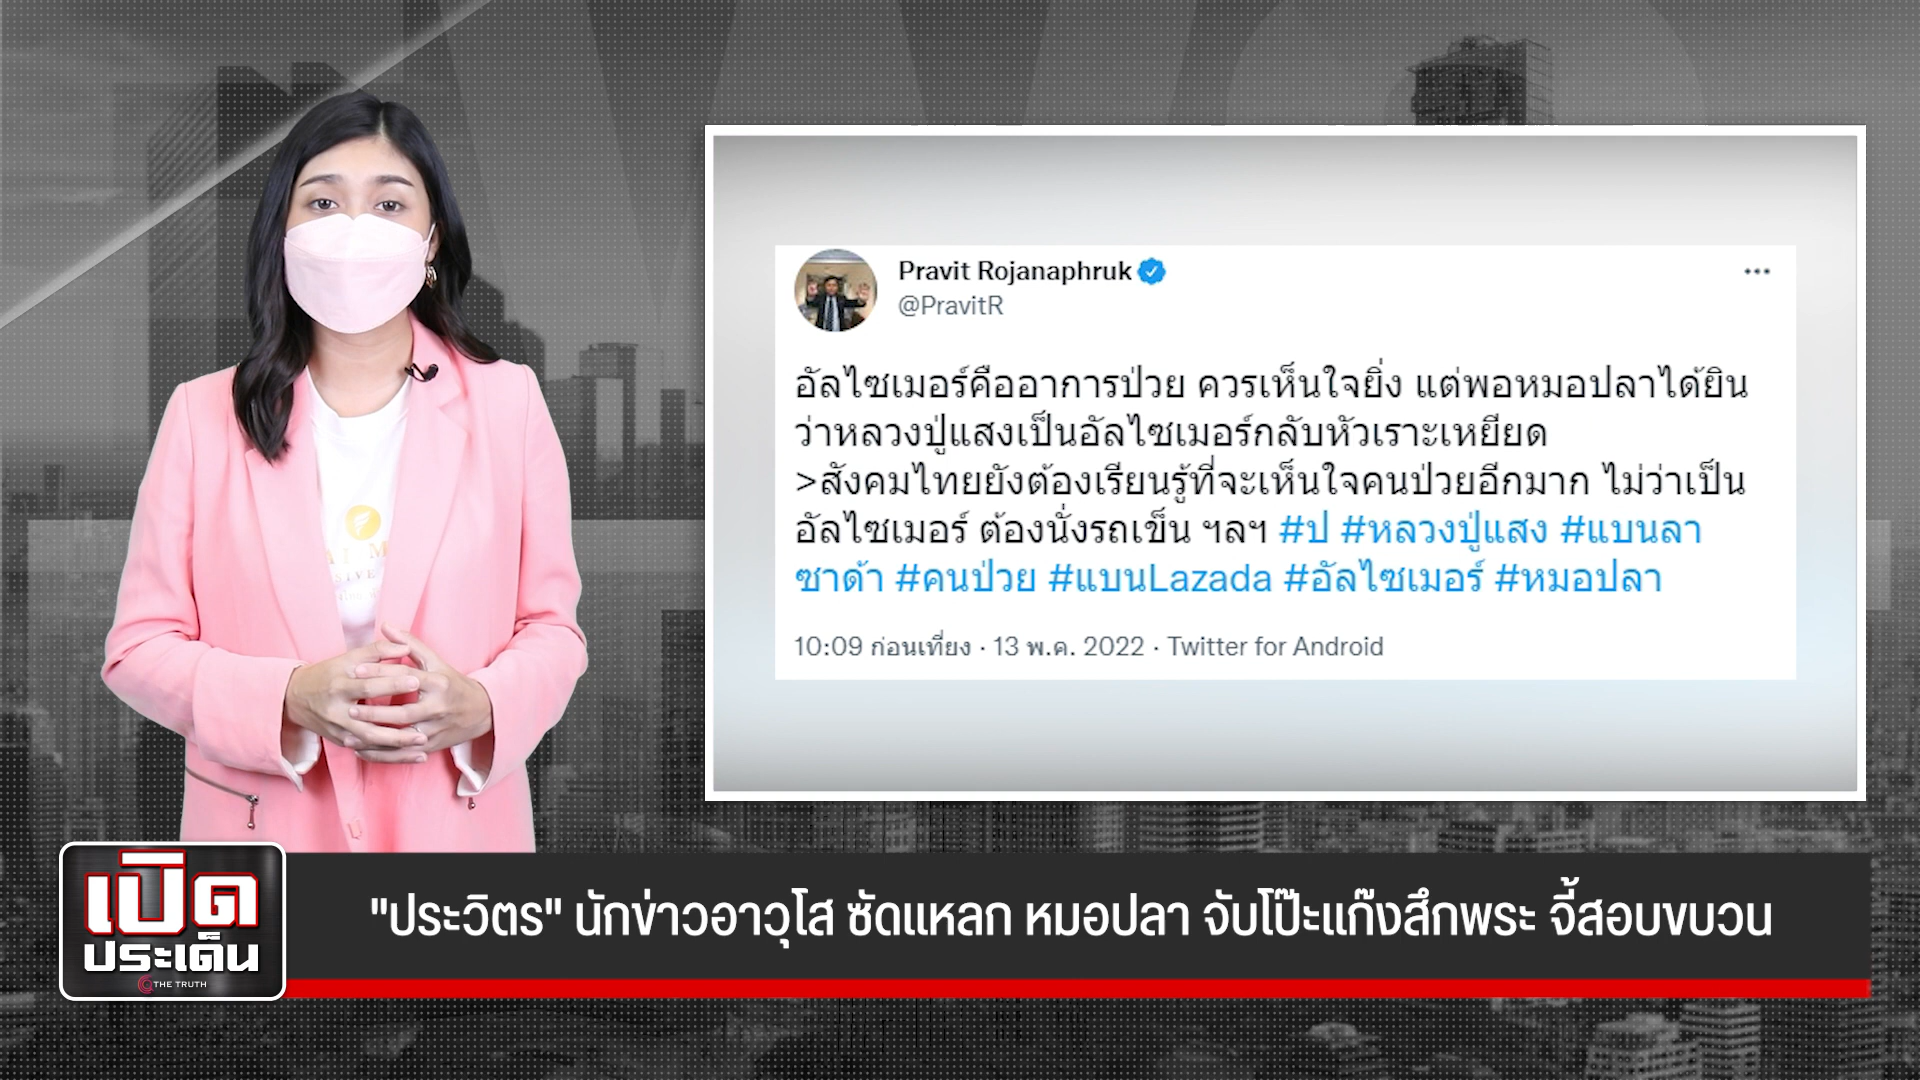 Pravit Rojanaphruk
@PravitR
อัลไซเมอร์คืออาการป่วย ควรเห็นใจยิ่ง แต่พอหมอปลาได้ยิน
ว่าหลวงปู่แสงเป็นอัลไซเมอร์กลับหัวเราะเหยียด
>สังคมไทยยังต้องเรียนรู้ที่จะเห็นใจคนป่วยอีกมาก ไม่ว่าเป็น
อัลไซเมอร์ ต้องนั่งรถเข็น ฯลฯ #ป #หลวงปู่แสง #แบนลา
ซาด้า #คนป่วย #แบนLazada #อัลไซเมอร์ #หมอปลา
10:09 ก่อนเที่ยง · 13 พ.ค. 2022 · Twitter for Android
เปิด
ประเด็น
THE TRUTH
"ประวิตร" นักข่าวอาวุโส ซัดแหลก หมอปลา จับโป๊ะแก๊งสึกพระ จี้สอบขบวน